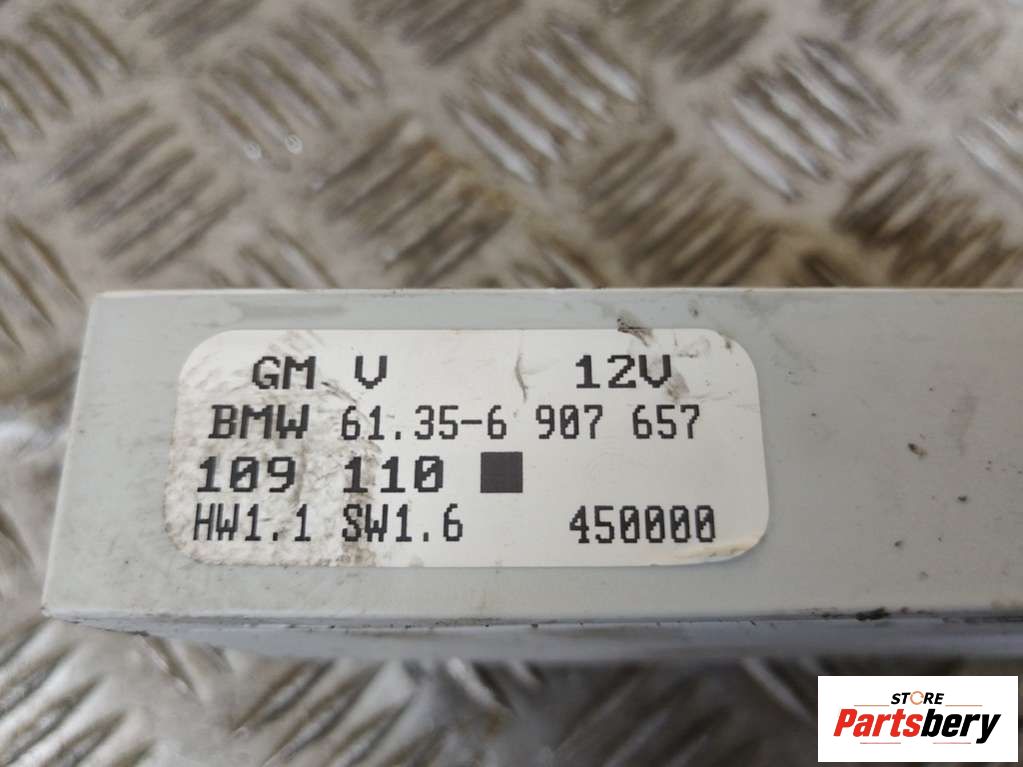 GM V 12V
BMW 61.35-6 907 657
109 110
HW1.1 SW1.6 450000
STORE
Partsbery